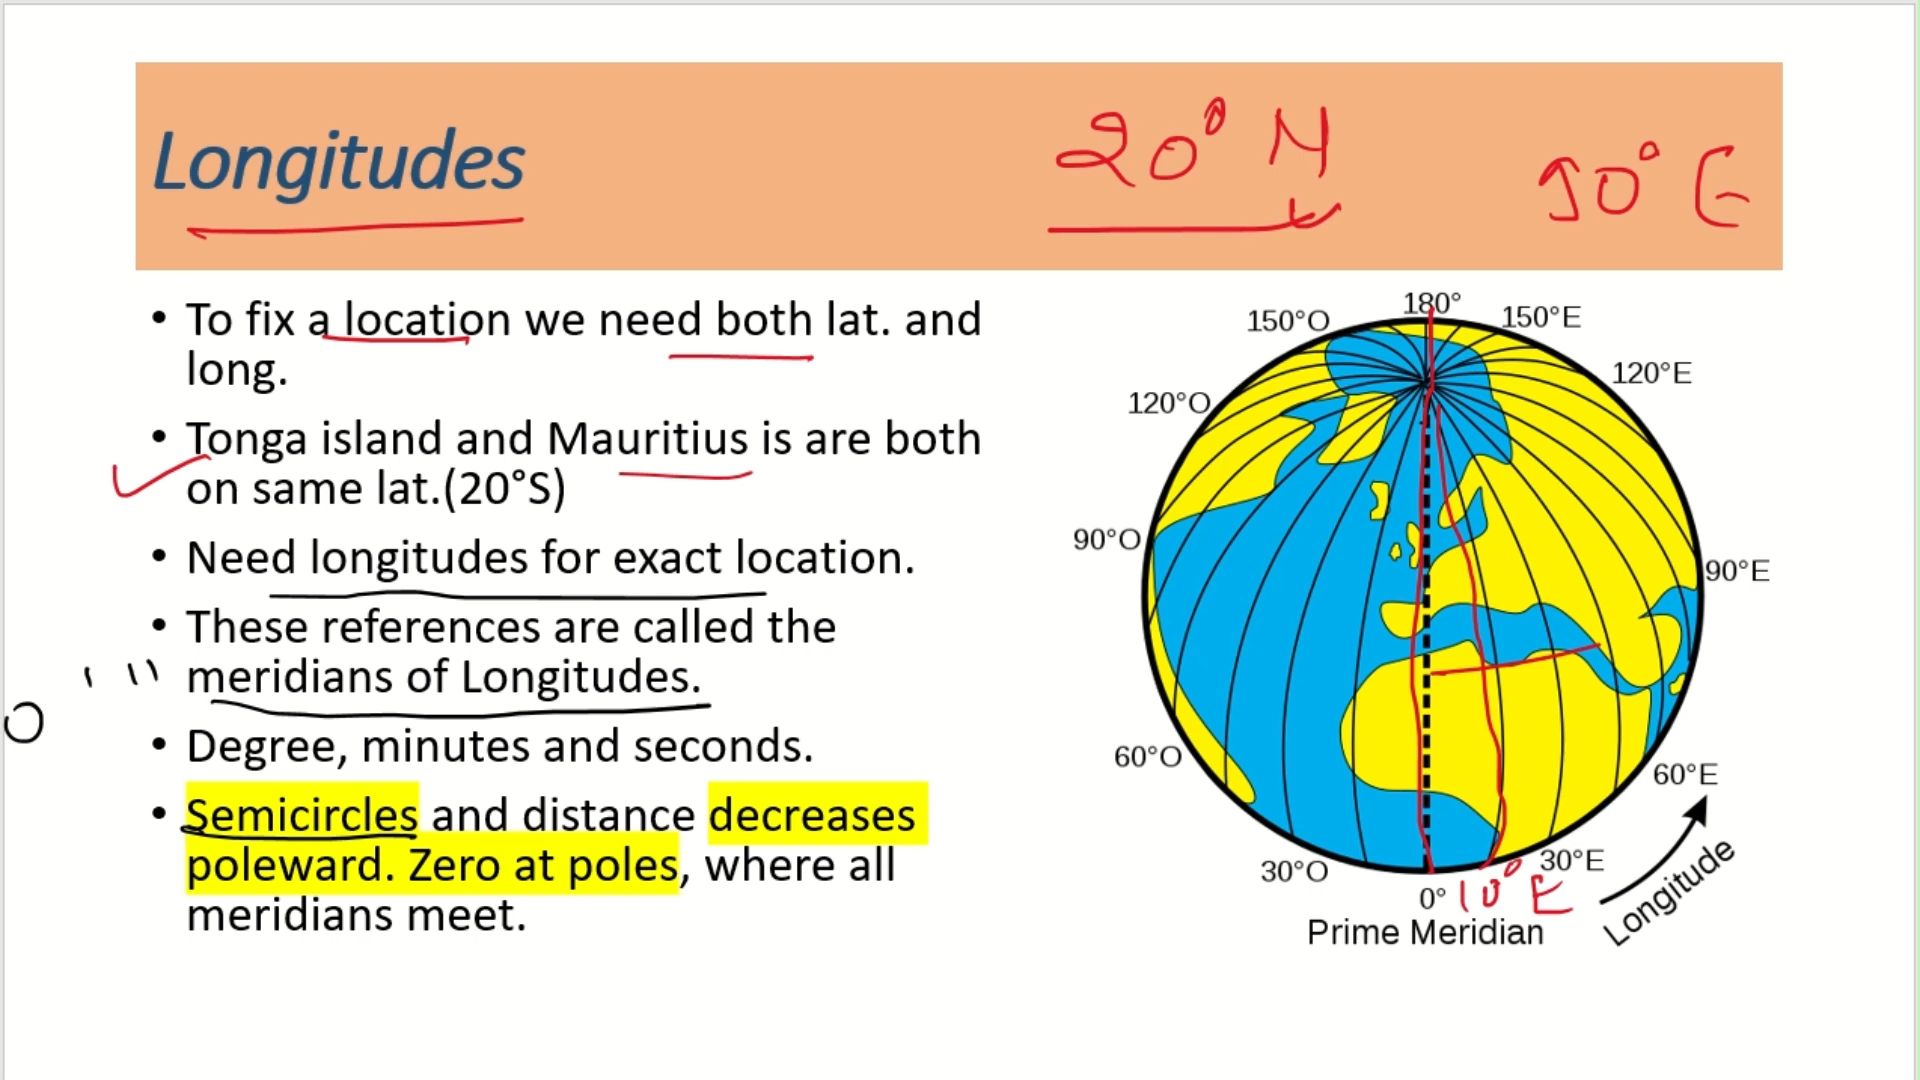 Longitudes
20° N
10° E
• To fix a location we need both lat. and
long.
• Tonga island and Mauritius is are both
on same lat.(20°S)
• Need longitudes for exact location.
• These references are called the
meridians of Longitudes.
• Degree, minutes and seconds.
• Semicircles and distance decreases
poleward. Zero at poles, where all
meridians meet.
o ' "
180°
150°O
150°E
120°O
120°E
90°O
90°E
60°O
60°E
30°O
30°E
0°
10° E
Prime Meridian
Longitude